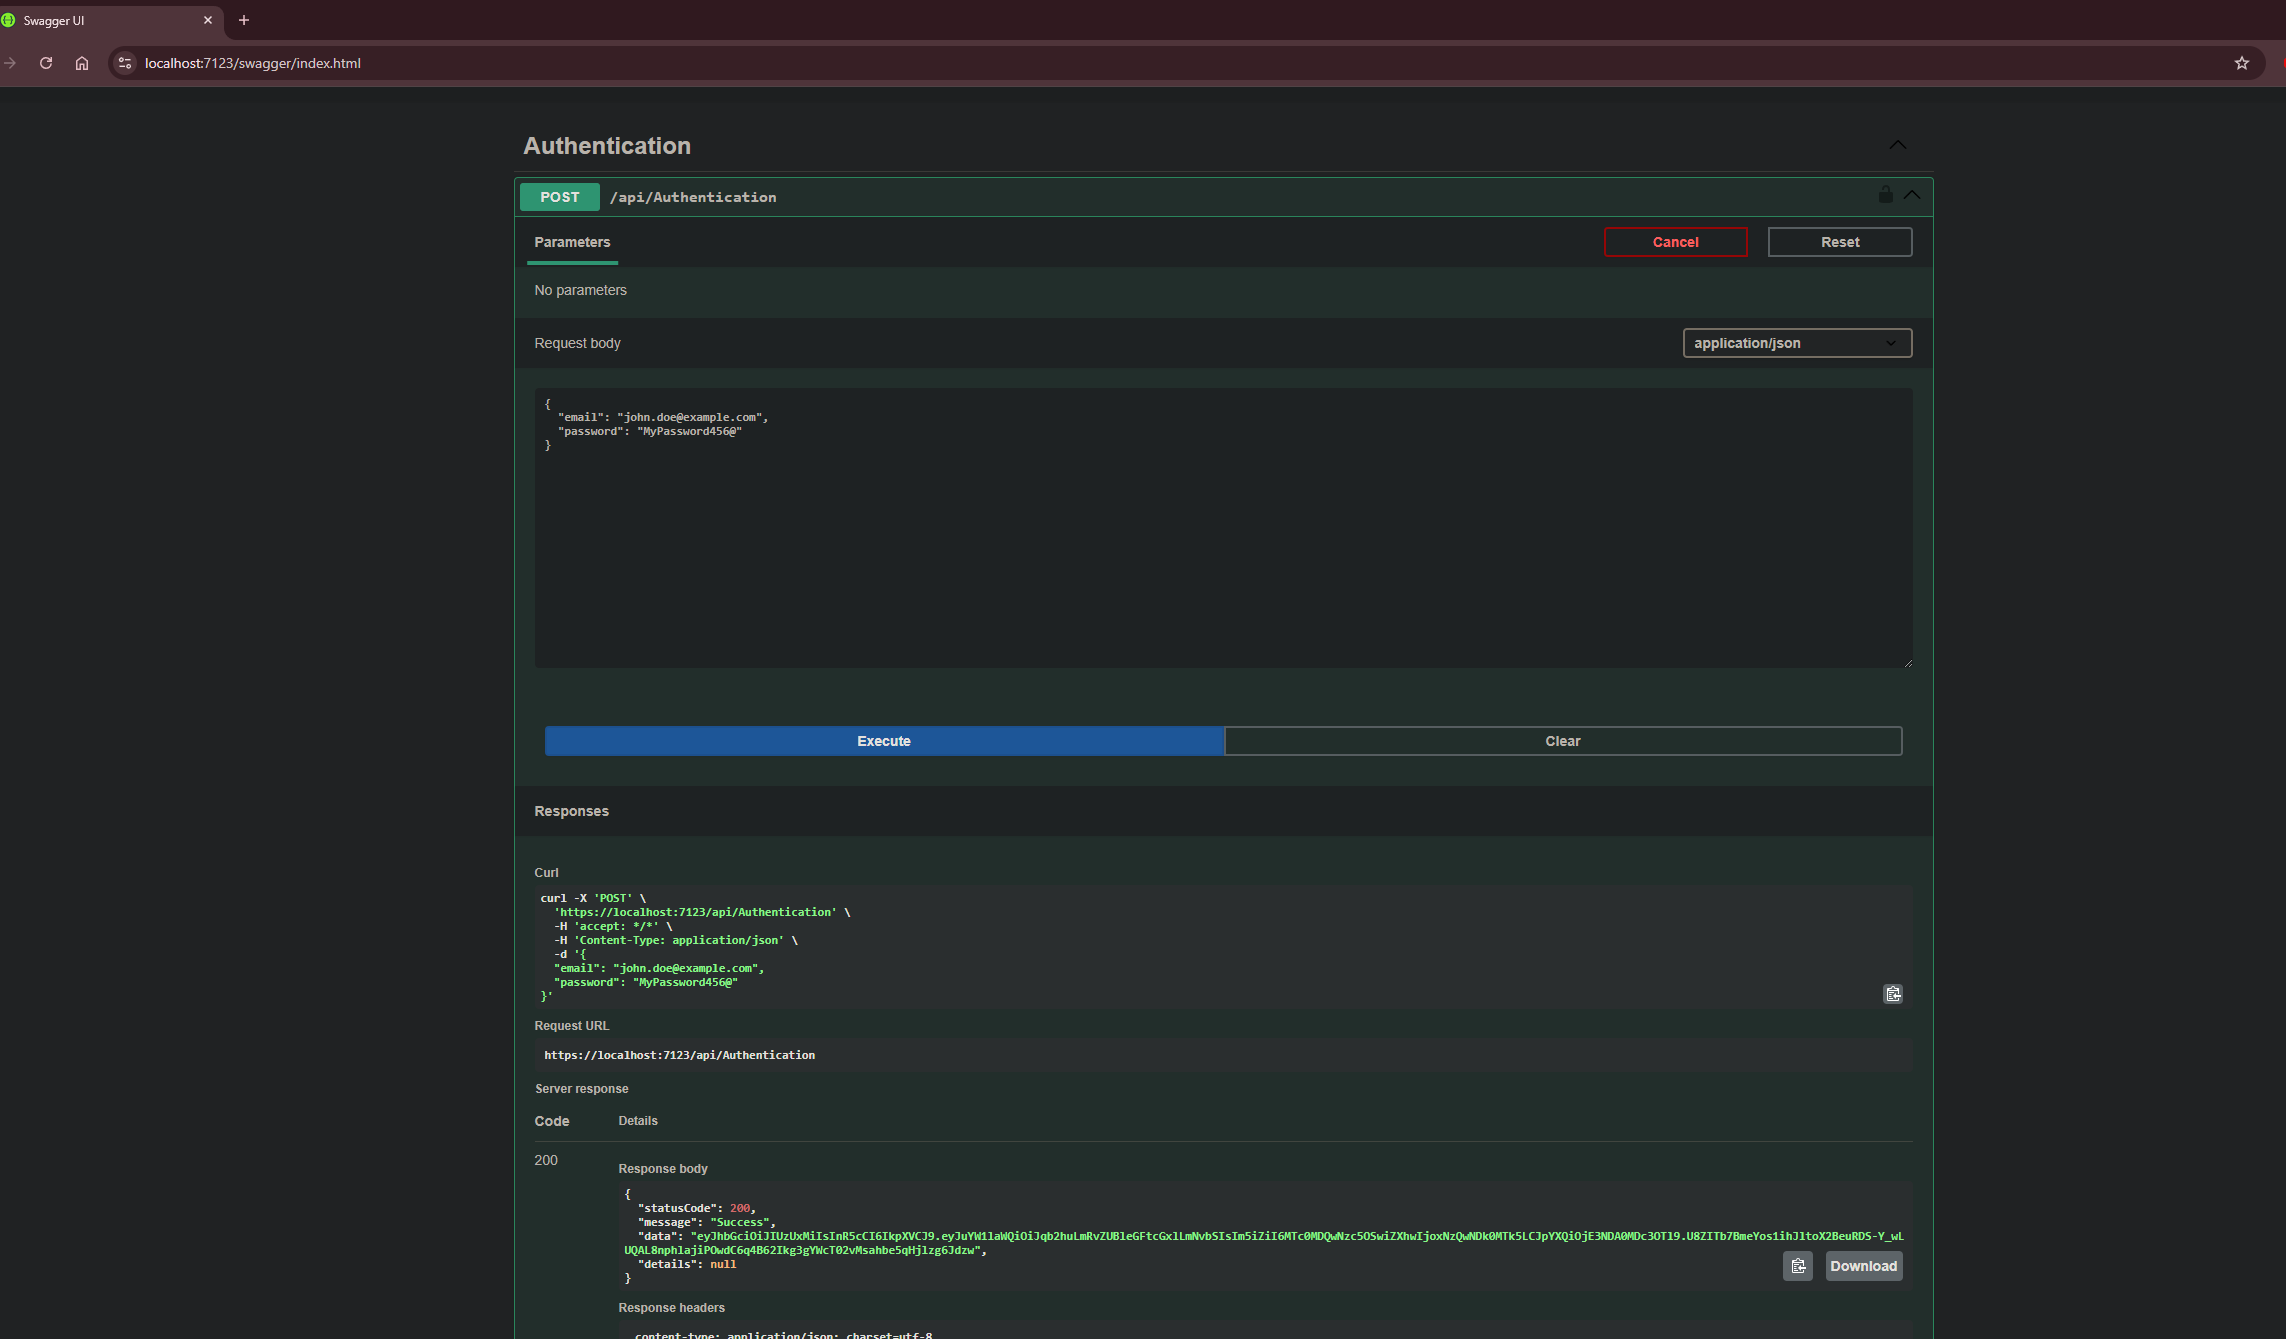 Swagger UI
localhost:7123/swagger/index.html
Authentication
POST /api/Authentication
Parameters
Cancel
Reset
No parameters
Request body
application/json
{
  "email": "john.doe@example.com",
  "password": "MyPassword456@"
}
Execute
Clear
Responses
Curl
curl -X 'POST' \
  'https://localhost:7123/api/Authentication' \
  -H 'accept: */*' \
  -H 'Content-Type: application/json' \
  -d '{
  "email": "john.doe@example.com",
  "password": "MyPassword456@"
}'
Request URL
https://localhost:7123/api/Authentication
Server response
Code Details
200
Response body
{
  "statusCode": 200,
  "message": "Success",
  "data": "eyJhbGciOiJIUzUxMiIsInR5cCI6IkpXVCJ9.eyJuYW1laWQiOiJqb2huLmRvZUBleGFtcGxlLmNvbSIsIm5iZiI6MTc0MDQwNzc5OSwiZXhwIjoxNzQwNDk0MTk5LCJpYXQiOjE3NDA0MDc3OTl9.U8ZITb7BmeYos1ihJltoX2BeuRDS-Y_wL
UQAL8nphlajiPOwdC6q4B62Ikg3gYWcT02vMsahbe5qHjlzg6Jdzw",
  "details": null
}
Download
Response headers
content-type: application/json; charset=utf-8